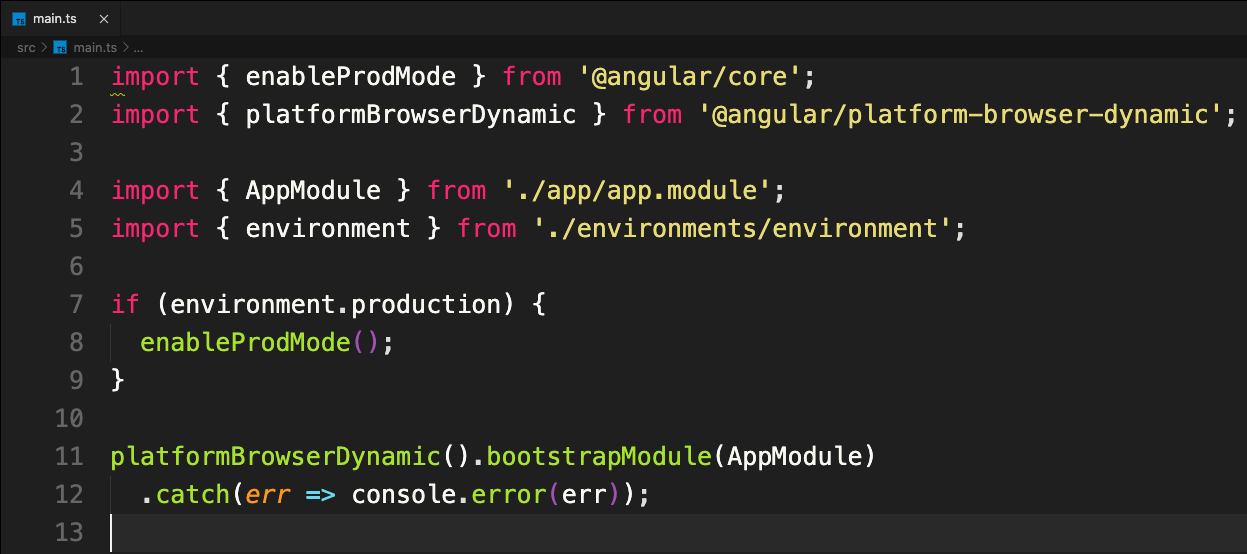 main.ts ×
src > main.ts > ...
1 import { enableProdMode } from '@angular/core';
2 import { platformBrowserDynamic } from '@angular/platform-browser-dynamic';
3
4 import { AppModule } from './app/app.module';
5 import { environment } from './environments/environment';
6
7 if (environment.production) {
8   enableProdMode();
9 }
10
11 platformBrowserDynamic().bootstrapModule(AppModule)
12   .catch(err => console.error(err));
13